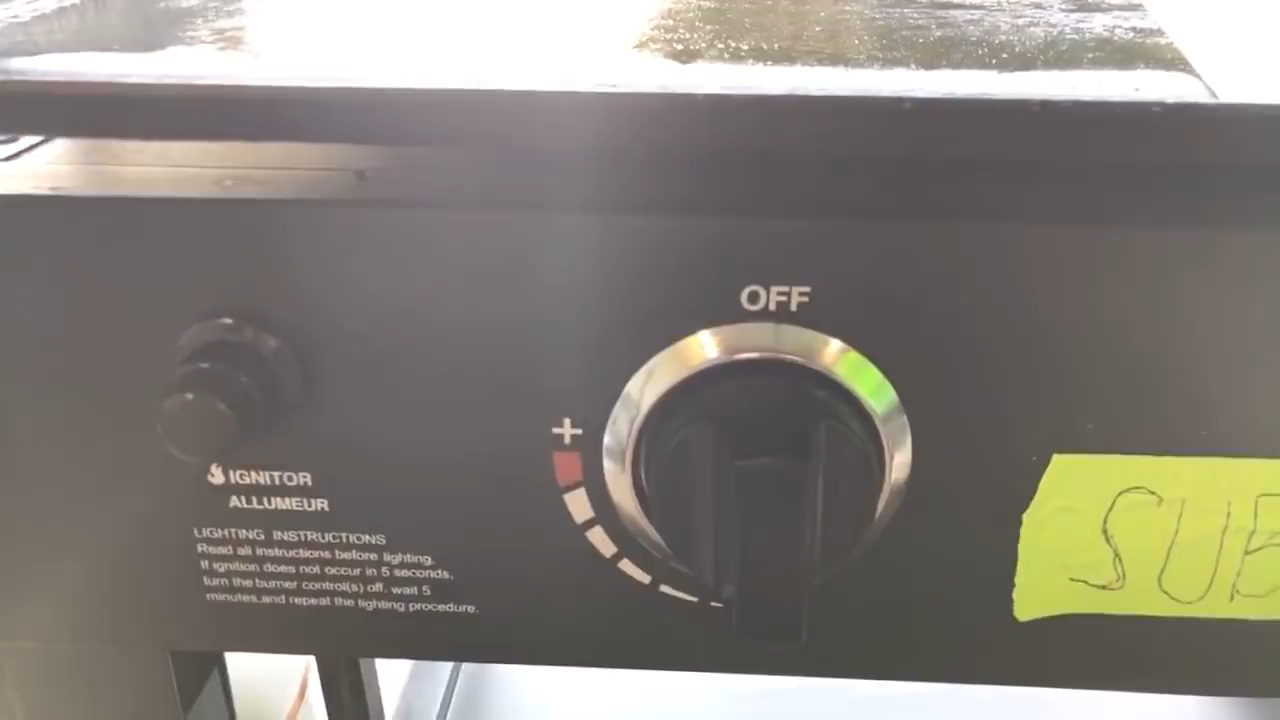 OFF
+
IGNITOR
ALLUMEUR
LIGHTING INSTRUCTIONS
Read all instructions before lighting,
If ignition does not occur in 5 seconds,
turn the burner control(s) off, wait 5
minutes,and repeat the lighting procedure.
SUB